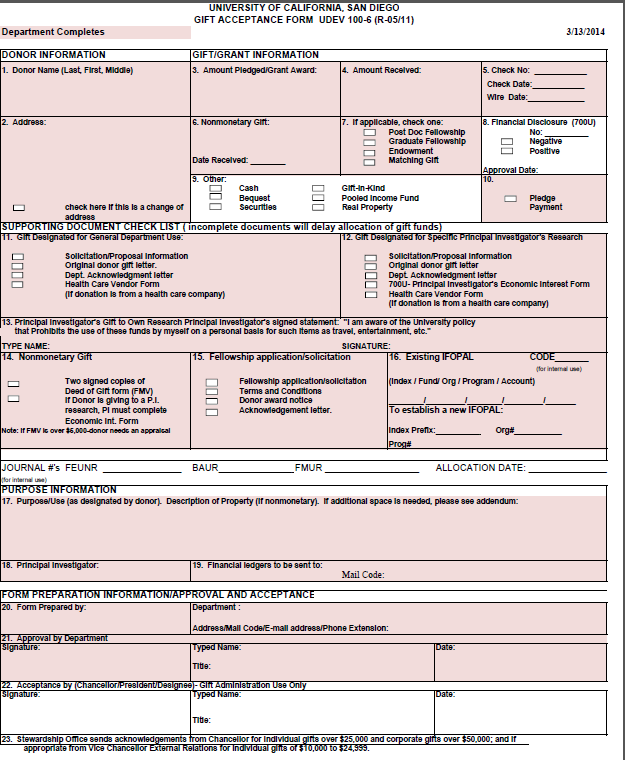 UNIVERSITY OF CALIFORNIA, SAN DIEGO
GIFT ACCEPTANCE FORM UDEV 100-6 (R-05/11)
Department Completes
3/13/2014
DONOR INFORMATION
GIFT/GRANT INFORMATION
1. Donor Name (Last, First, Middle)
3. Amount Pledged/Grant Award:
4. Amount Received:
5. Check No:
Check Date:
Wire Date:
2. Address:
check here if this is a change of
address
6. Nonmonetary Gift:
Date Received:
7. If applicable, check one:
Post Doc Fellowship
Graduate Fellowship
Endowment
Matching Gift
8. Financial Disclosure (700U)
No:
Negative
Positive
Approval Date:
9. Other:
Cash
Bequest
Securities
Gift-in-Kind
Pooled Income Fund
Real Property
10.
Pledge
Payment
SUPPORTING DOCUMENT CHECK LIST ( incomplete documents will delay allocation of gift funds)
11. Gift Designated for General Department Use:
Solicitation/Proposal Information
Original donor gift letter.
Dept. Acknowledgment letter
Health Care Vendor Form
(if donation is from a health care company)
12. Gift Designated for Specific Principal Investigator's Research
Solicitation/Proposal Information
Original donor gift letter
Dept. Acknowledgment letter
700U- Principal Investigator's Economic Interest Form
Health Care Vendor Form
(if donation is from a health care company)
13. Principal Investigator's Gift to Own Research Principal Investigator's signed statement: "I am aware of the University policy
that Prohibits the use of these funds by myself on a personal basis for such items as travel, entertainment, etc."
TYPE NAME:
SIGNATURE:
14. Nonmonetary Gift
Two signed copies of
Deed of Gift form (FMV)
If Donor is giving to a P.I.
research, PI must complete
Economic Int. Form
Note: If FMV is over $5,000-donor needs an appraisal
15. Fellowship application/solicitation
Fellowship application/solicitation
Terms and Conditions
Donor award notice
Acknowledgement letter.
16. Existing IFOPAL
CODE
(for internal use)
(Index / Fund/ Org / Program / Account)
/ / / /
To establish a new IFOPAL:
Index Prefix: Org#
Prog#
JOURNAL #'s FEUNR BAUR FMUR ALLOCATION DATE:
(for internal use)
PURPOSE INFORMATION
17. Purpose/Use (as designated by donor). Description of Property (if nonmonetary). If additional space is needed, please see addendum:
18. Principal Investigator:
19. Financial ledgers to be sent to:
Mail Code:
FORM PREPARATION INFORMATION/APPROVAL AND ACCEPTANCE
20. Form Prepared by:
Department :
Address/Mail Code/E-mail address/Phone Extension:
21. Approval by Department
Signature:
Typed Name:
Date:
Title:
22. Acceptance by (Chancellor/President/Designee)- Gift Administration Use Only
Signature:
Typed Name:
Date:
Title:
23. Stewardship Office sends acknowledgements from Chancellor for individual gifts over $25,000 and corporate gifts over $50,000; and if
appropriate from Vice Chancellor External Relations for individual gifts of $10,000 to $24,999.